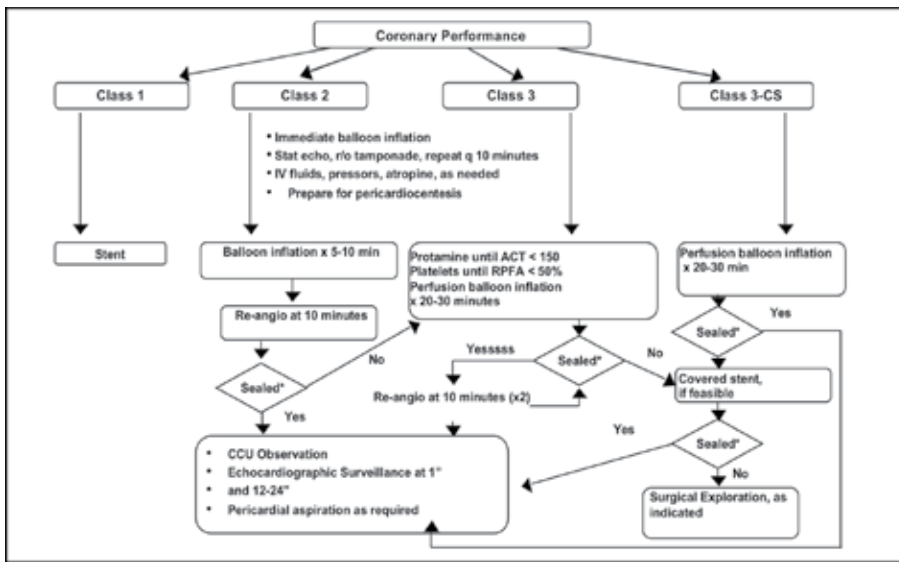 Coronary Performance
Class 1
Class 2
Class 3
Class 3-CS
• Immediate balloon inflation
• Stat echo, r/o tamponade, repeat q 10 minutes
• IV fluids, pressors, atropine, as needed
• Prepare for pericardiocentesis
Stent
Balloon inflation x 5-10 min
Protamine until ACT < 150
Platelets until RPFA < 50%
Perfusion balloon inflation
x 20-30 minutes
Perfusion balloon inflation
x 20-30 min
Re-angio at 10 minutes
Sealed*
No
Yes
Yesssss
Sealed*
No
Re-angio at 10 minutes (x2)
Sealed*
Yes
Covered stent,
if feasible
Sealed*
Yes
No
Surgical Exploration, as
indicated
• CCU Observation
• Echocardiographic Surveillance at 1"
• and 12-24"
• Pericardial aspiration as required